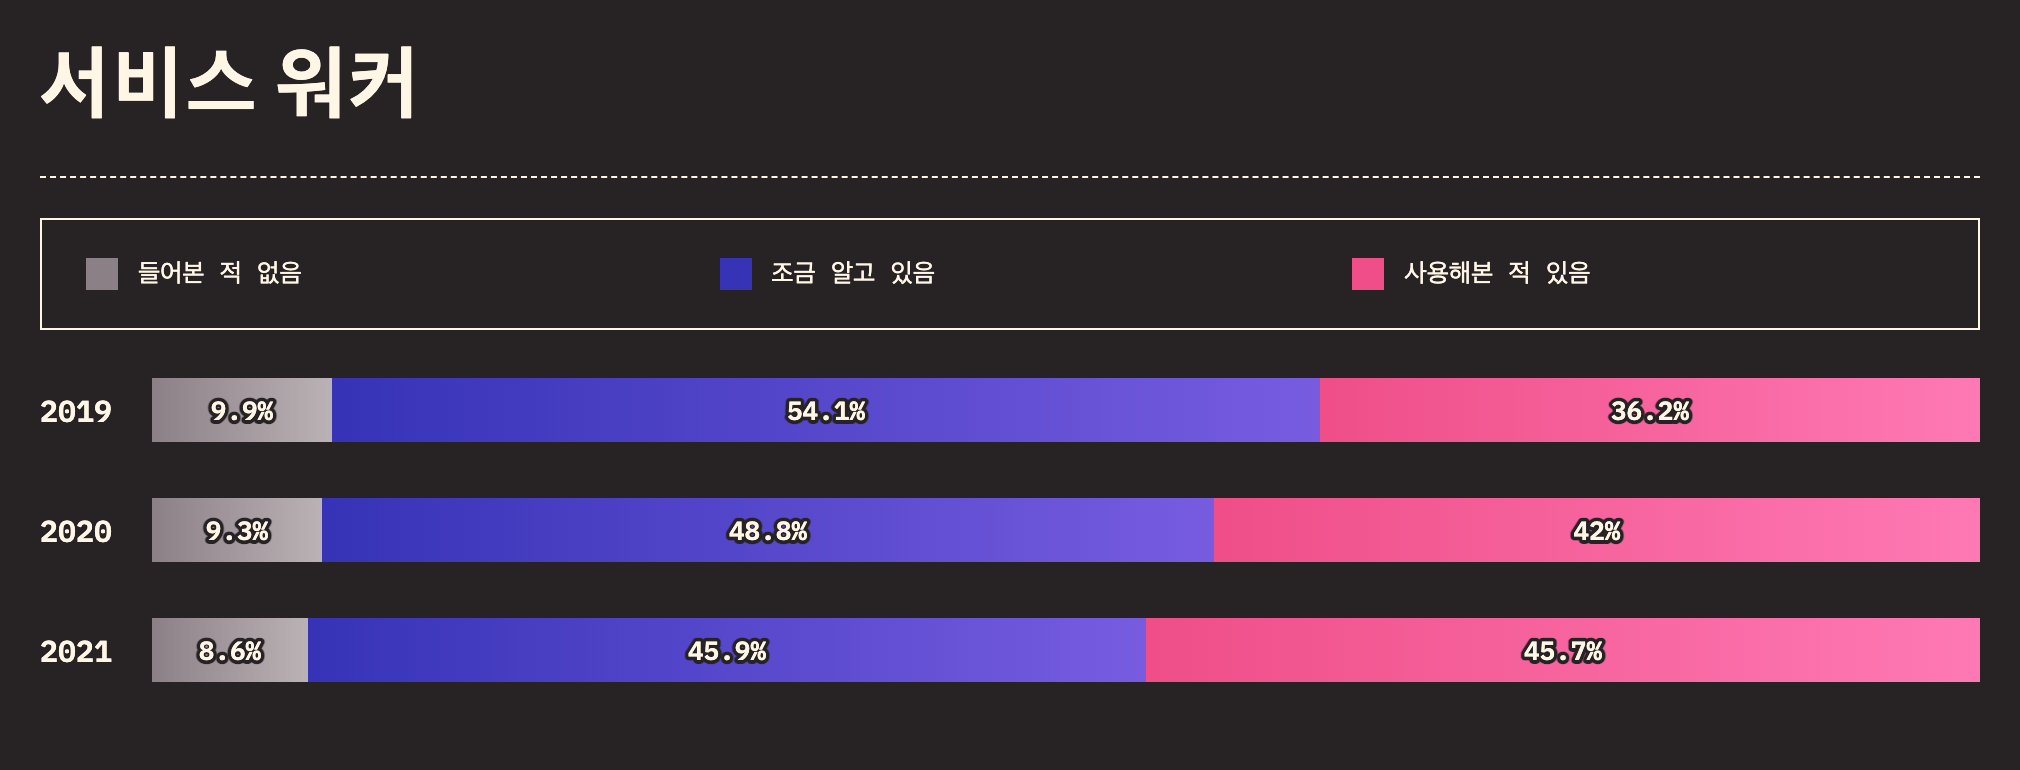 서비스 워커
들어본 적 없음 조금 알고 있음 사용해본 적 있음
2019 9.9% 54.1% 36.2%
2020 9.3% 48.8% 42%
2021 8.6% 45.9% 45.7%